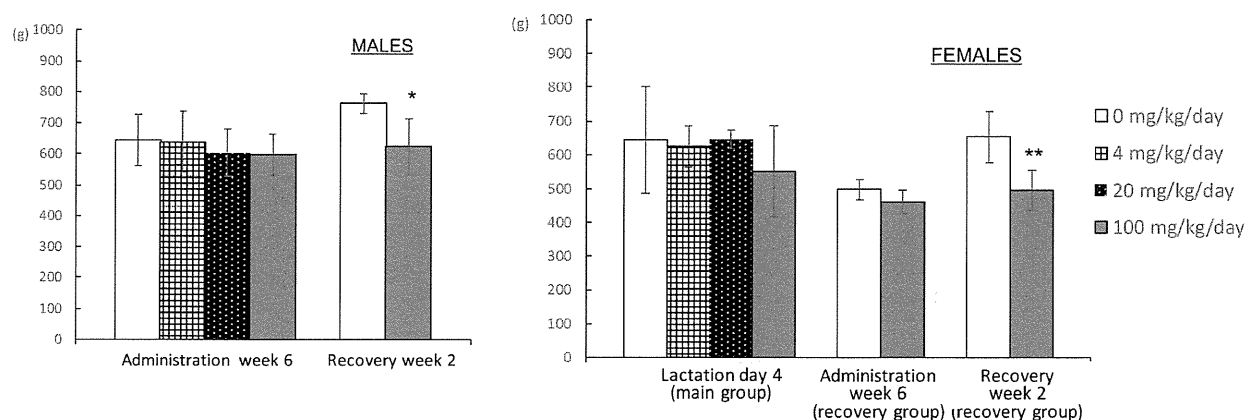 (g)
1000
900
800
700
600
500
400
300
200
100
0
MALES
*
Administration week 6
Recovery week 2
(g)
1000
900
800
700
600
500
400
300
200
100
0
FEMALES
**
Lactation day 4
(main group)
Administration
week 6
(recovery group)
Recovery
week 2
(recovery group)
0 mg/kg/day
4 mg/kg/day
20 mg/kg/day
100 mg/kg/day